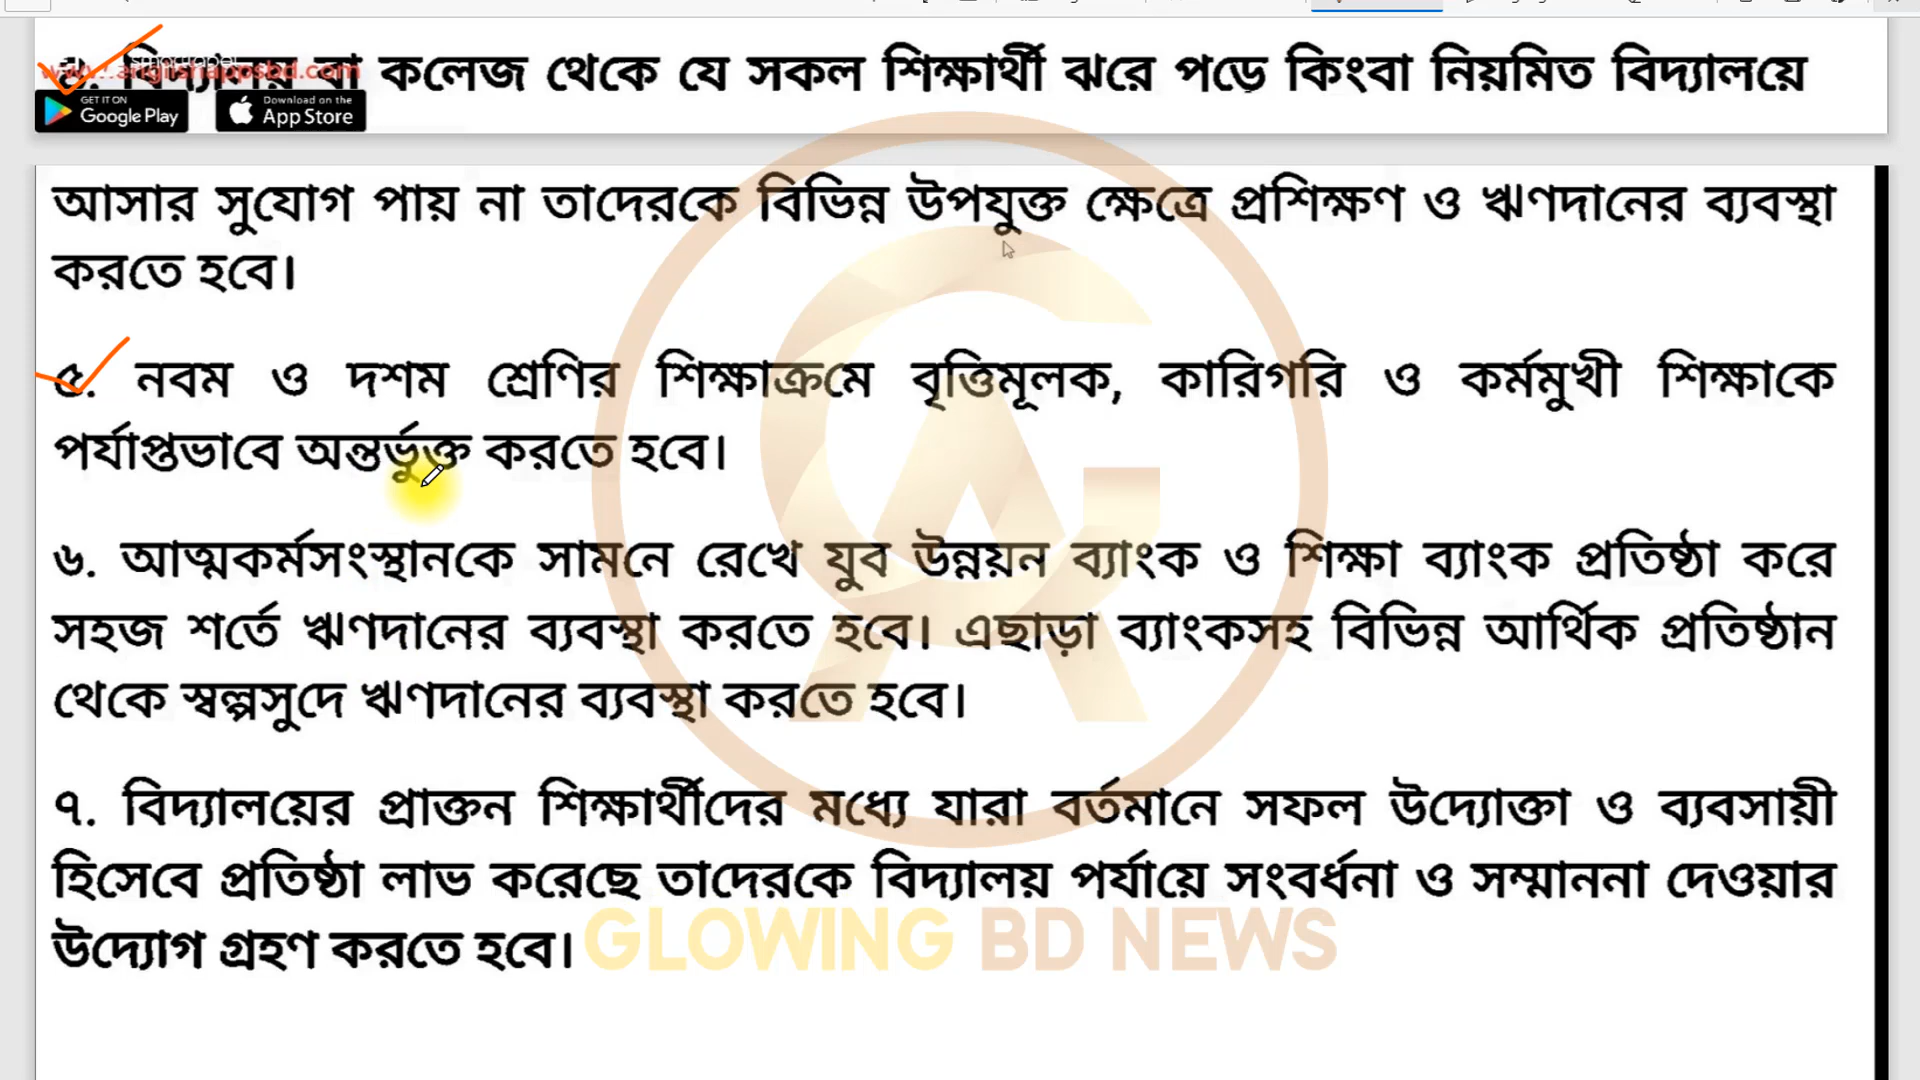 www.anglishappsbd.com
বিদ্যালয় বা কলেজ থেকে যে সকল শিক্ষার্থী ঝরে পড়ে কিংবা নিয়মিত বিদ্যালয়ে
GET IT ON
Google Play
Download on the
App Store
আসার সুযোগ পায় না তাদেরকে বিভিন্ন উপযুক্ত ক্ষেত্রে প্রশিক্ষণ ও ঋণদানের ব্যবস্থা
করতে হবে।
৫. নবম ও দশম শ্রেণির শিক্ষাক্রমে বৃত্তিমূলক, কারিগরি ও কর্মমুখী শিক্ষাকে
পর্যাপ্তভাবে অন্তর্ভুক্ত করতে হবে।
৬. আত্মকর্মসংস্থানকে সামনে রেখে যুব উন্নয়ন ব্যাংক ও শিক্ষা ব্যাংক প্রতিষ্ঠা করে
সহজ শর্তে ঋণদানের ব্যবস্থা করতে হবে। এছাড়া ব্যাংকসহ বিভিন্ন আর্থিক প্রতিষ্ঠান
থেকে স্বল্পসুদে ঋণদানের ব্যবস্থা করতে হবে।
৭. বিদ্যালয়ের প্রাক্তন শিক্ষার্থীদের মধ্যে যারা বর্তমানে সফল উদ্যোক্তা ও ব্যবসায়ী
হিসেবে প্রতিষ্ঠা লাভ করেছে তাদেরকে বিদ্যালয় পর্যায়ে সংবর্ধনা ও সম্মাননা দেওয়ার
উদ্যোগ গ্রহণ করতে হবে।
GLOWING BD NEWS